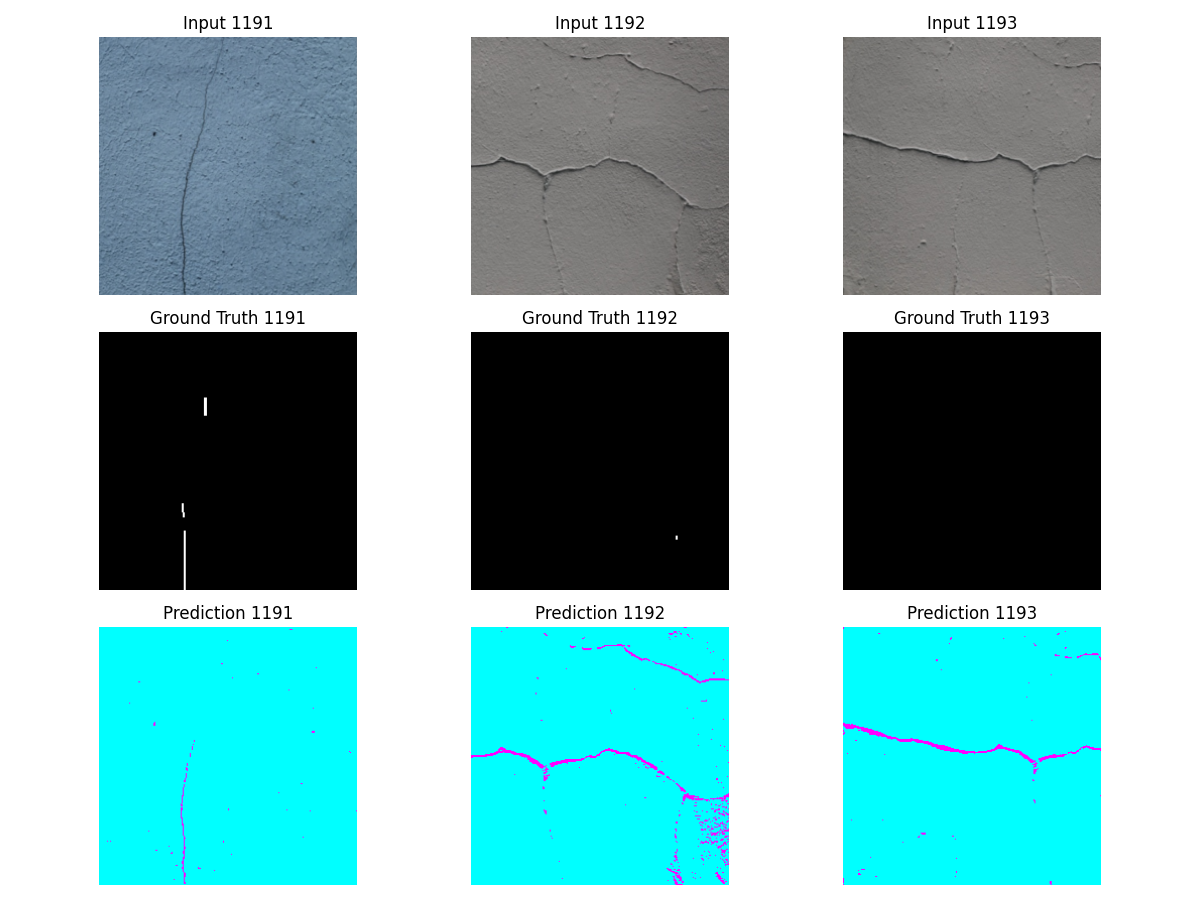 Input 1191
Input 1192
Input 1193
Ground Truth 1191
Ground Truth 1192
Ground Truth 1193
Prediction 1191
Prediction 1192
Prediction 1193